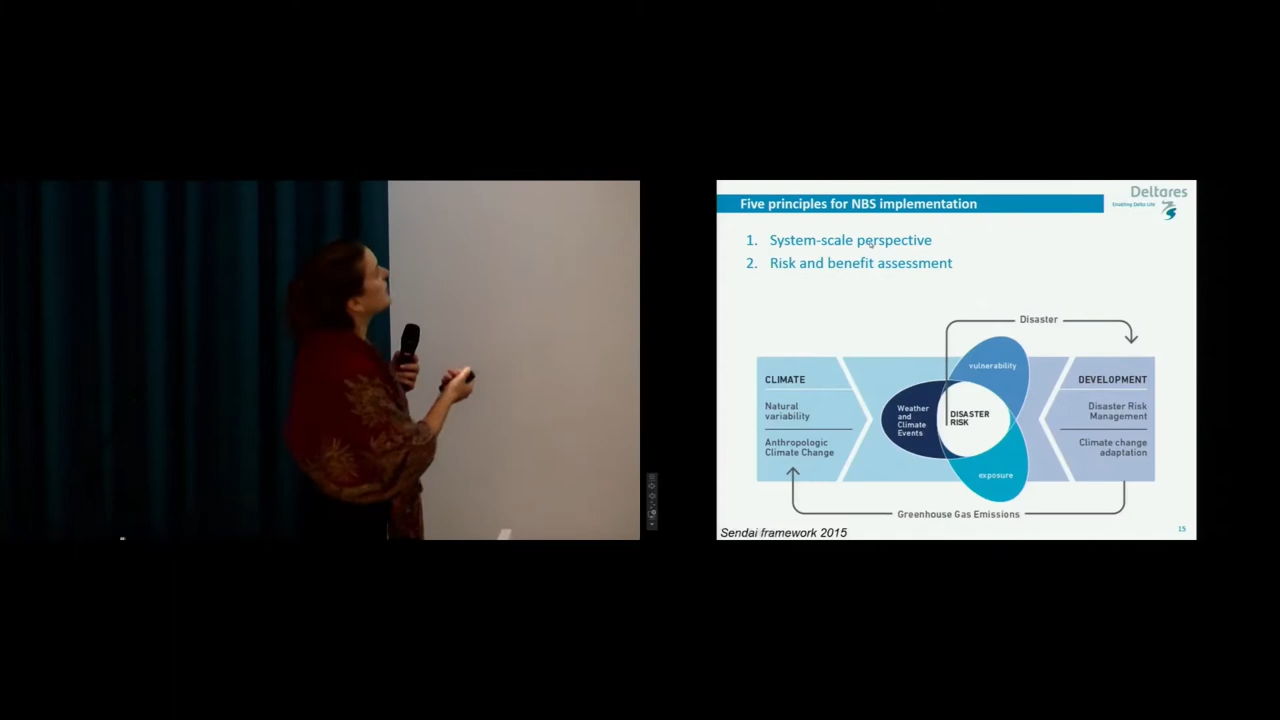 Five principles for NBS implementation
Deltares
Enabling Delta Life
1. System-scale perspective
2. Risk and benefit assessment
Disaster
vulnerability
CLIMATE
DEVELOPMENT
Natural
variability
Weather
and
Climate
Events
DISASTER
RISK
Disaster Risk
Management
Anthropologic
Climate Change
Climate change
adaptation
exposure
Greenhouse Gas Emissions
Sendai framework 2015
15